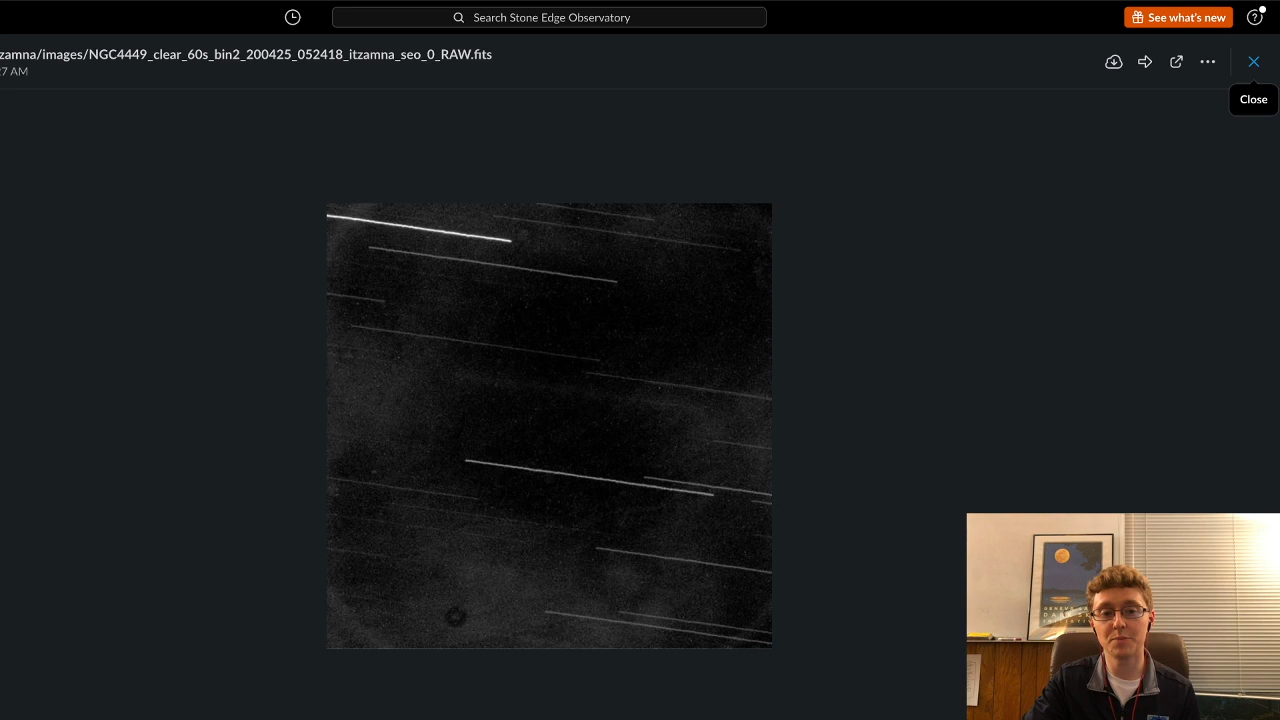 Search Stone Edge Observatory
See what's new
zamna/images/NGC4449_clear_60s_bin2_200425_052418_itzamna_seo_0_RAW.fits
7 AM
Close